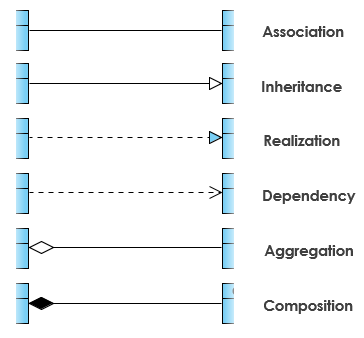 Association
Inheritance
Realization
Dependency
Aggregation
Composition